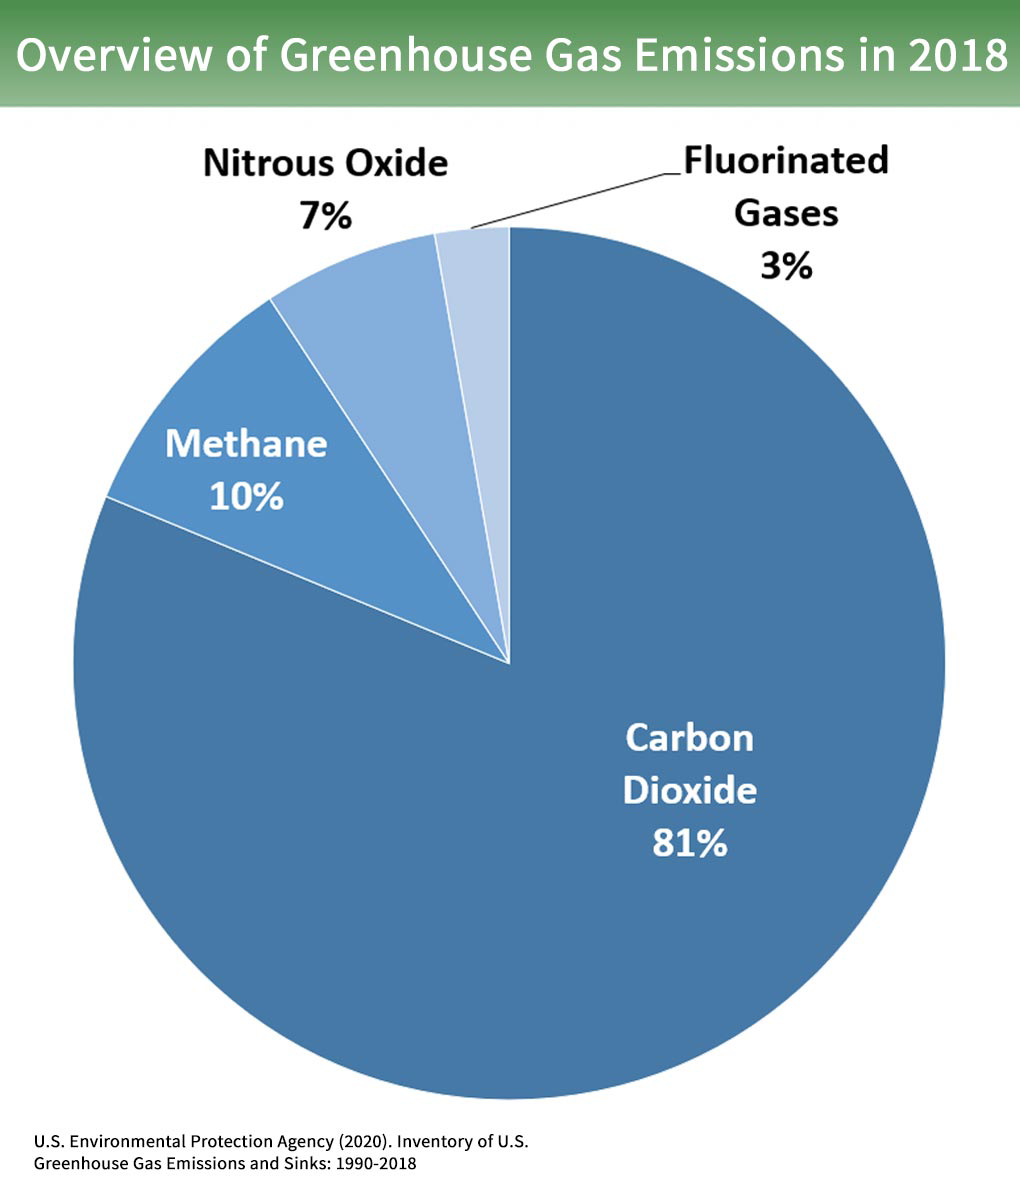 Overview of Greenhouse Gas Emissions in 2018
Nitrous Oxide
7%
Fluorinated
Gases
3%
Methane
10%
Carbon
Dioxide
81%
U.S. Environmental Protection Agency (2020). Inventory of U.S.
Greenhouse Gas Emissions and Sinks: 1990-2018